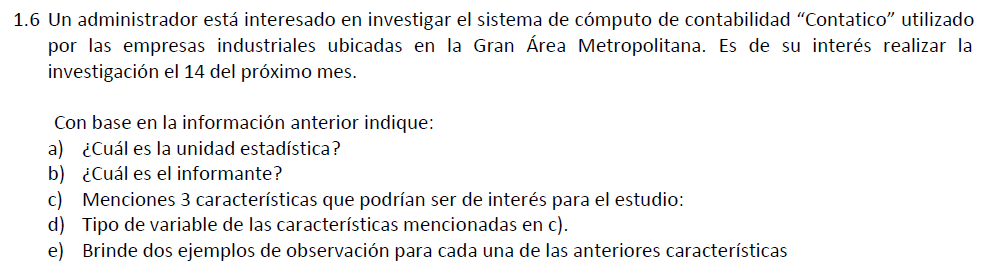 1.6 Un administrador está interesado en investigar el sistema de cómputo de contabilidad “Contatico” utilizado
por las empresas industriales ubicadas en la Gran Área Metropolitana. Es de su interés realizar la
investigación el 14 del próximo mes.
Con base en la información anterior indique:
a) ¿Cuál es la unidad estadística?
b) ¿Cuál es el informante?
c) Menciones 3 características que podrían ser de interés para el estudio:
d) Tipo de variable de las características mencionadas en c).
e) Brinde dos ejemplos de observación para cada una de las anteriores características